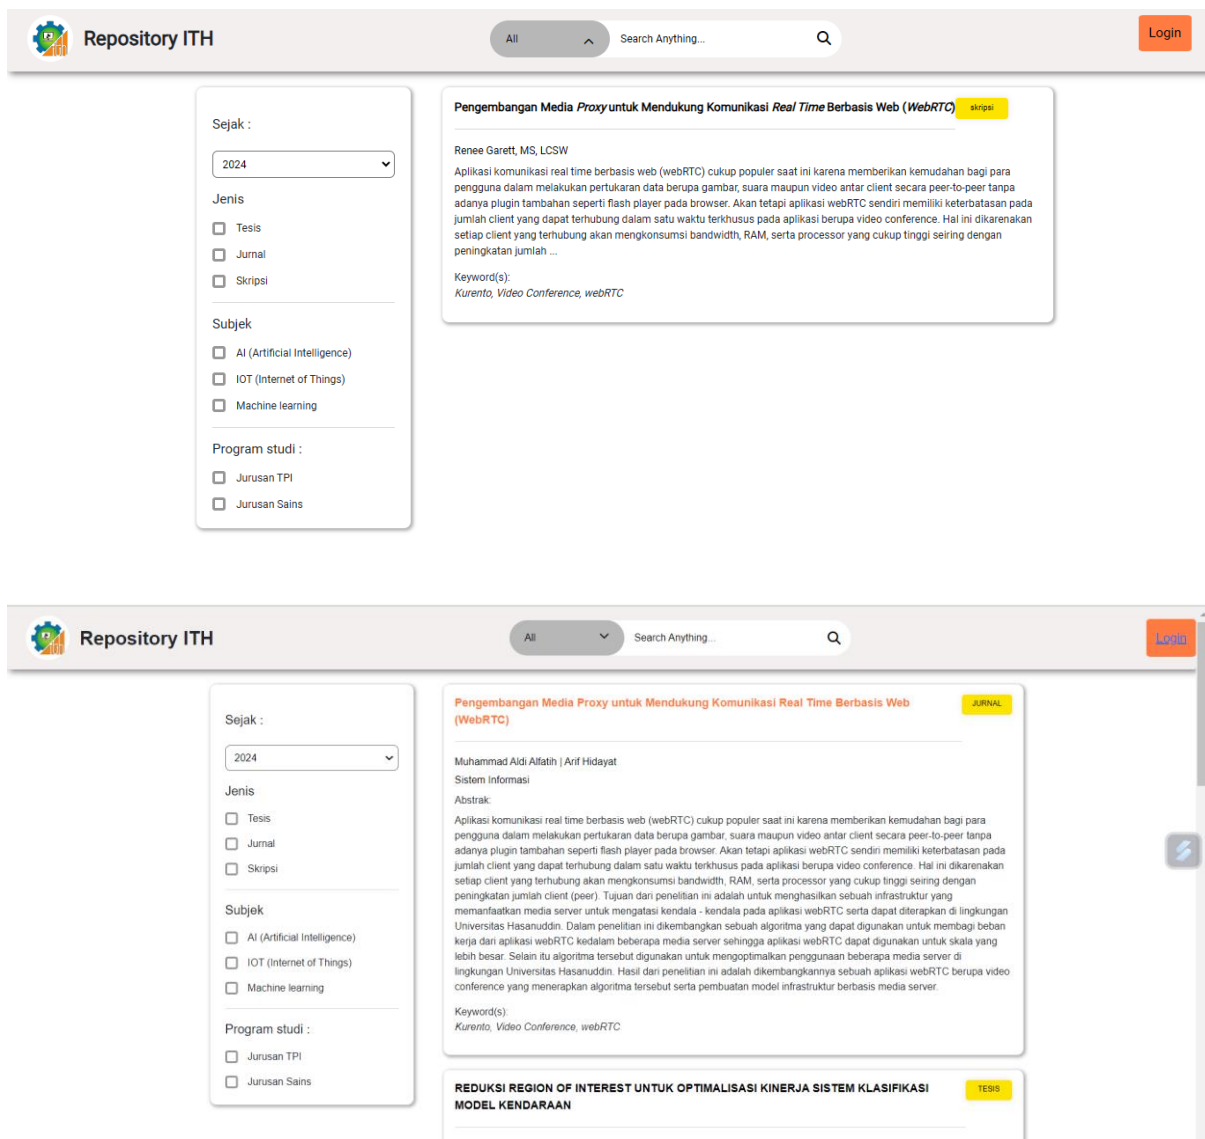 Repository ITH
All
Search Anything...
Login
Sejak :
2024
Jenis
Tesis
Jurnal
Skripsi
Subjek
AI (Artificial Intelligence)
IOT (Internet of Things)
Machine learning
Program studi :
Jurusan TPI
Jurusan Sains
Pengembangan Media Proxy untuk Mendukung Komunikasi Real Time Berbasis Web (WebRTC)
skripsi
Renee Garett, MS, LCSW
Aplikasi komunikasi real time berbasis web (webRTC) cukup populer saat ini karena memberikan kemudahan bagi para
pengguna dalam melakukan pertukaran data berupa gambar, suara maupun video antar client secara peer-to-peer tanpa
adanya plugin tambahan seperti flash player pada browser. Akan tetapi aplikasi webRTC sendiri memiliki keterbatasan pada
jumlah client yang dapat terhubung dalam satu waktu terkhusus pada aplikasi berupa video conference. Hal ini dikarenakan
setiap client yang terhubung akan mengkonsumsi bandwidth, RAM, serta processor yang cukup tinggi seiring dengan
peningkatan jumlah ...
Keyword(s):
Kurento, Video Conference, webRTC
Repository ITH
All
Search Anything...
Login
Sejak :
2024
Jenis
Tesis
Jurnal
Skripsi
Subjek
AI (Artificial Intelligence)
IOT (Internet of Things)
Machine learning
Program studi :
Jurusan TPI
Jurusan Sains
Pengembangan Media Proxy untuk Mendukung Komunikasi Real Time Berbasis Web
(WebRTC)
JURNAL
Muhammad Aldi Alfatih | Arif Hidayat
Sistem Informasi
Abstrak:
Aplikasi komunikasi real time berbasis web (webRTC) cukup populer saat ini karena memberikan kemudahan bagi para
pengguna dalam melakukan pertukaran data berupa gambar, suara maupun video antar client secara peer-to-peer tanpa
adanya plugin tambahan seperti flash player pada browser. Akan tetapi aplikasi webRTC sendiri memiliki keterbatasan pada
jumlah client yang dapat terhubung dalam satu waktu terkhusus pada aplikasi berupa video conference. Hal ini dikarenakan
setiap client yang terhubung akan mengkonsumsi bandwidth, RAM, serta processor yang cukup tinggi seiring dengan
peningkatan jumlah client (peer). Tujuan dari penelitian ini adalah untuk menghasilkan sebuah infrastruktur yang
memanfaatkan media server untuk mengatasi kendala - kendala pada aplikasi webRTC serta dapat diterapkan di lingkungan
Universitas Hasanuddin. Dalam penelitian ini dikembangkan sebuah algoritma yang dapat digunakan untuk membagi beban
kerja dari aplikasi webRTC kedalam beberapa media server sehingga aplikasi webRTC dapat digunakan untuk skala yang
lebih besar. Selain itu algoritma tersebut digunakan untuk mengoptimalkan penggunaan beberapa media server di
lingkungan Universitas Hasanuddin. Hasil dari penelitian ini adalah dikembangkannya sebuah aplikasi webRTC berupa video
conference yang menerapkan algoritma tersebut serta pembuatan model infrastruktur berbasis media server.
Keyword(s):
Kurento, Video Conference, webRTC
REDUKSI REGION OF INTEREST UNTUK OPTIMALISASI KINERJA SISTEM KLASIFIKASI
MODEL KENDARAAN
TESIS